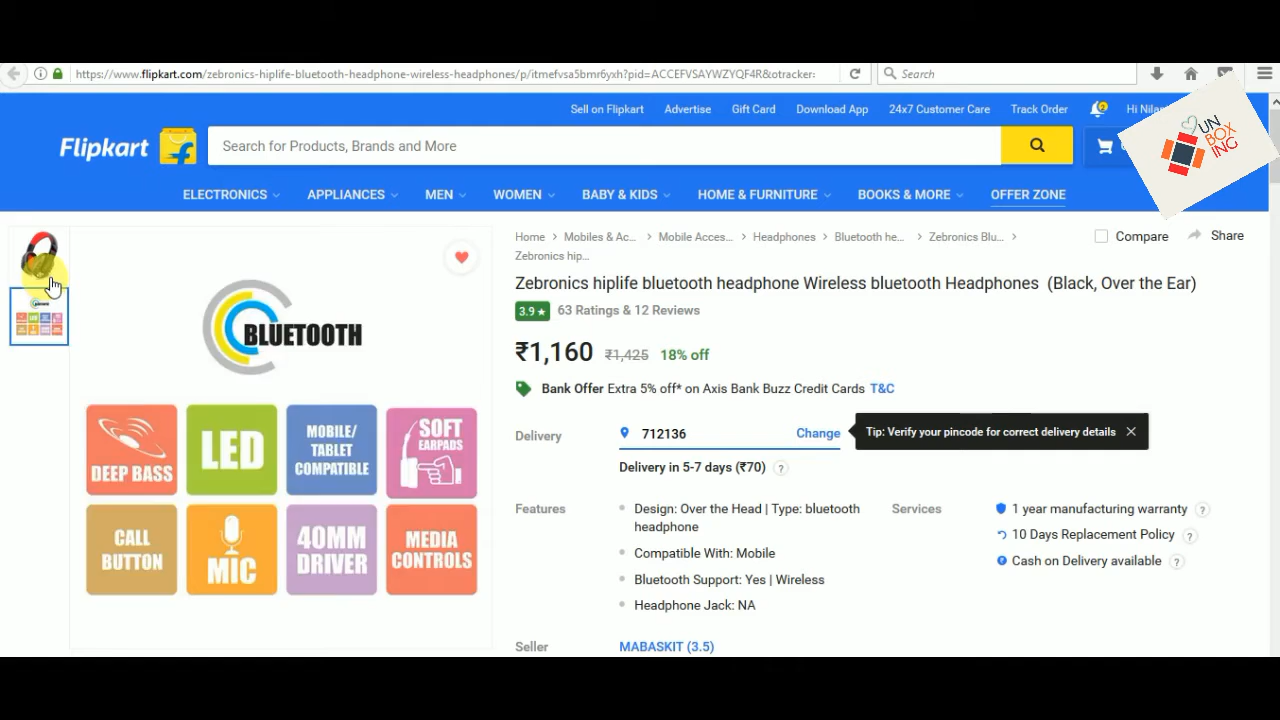 https://www.flipkart.com/zebronics-hiplife-bluetooth-headphone-wireless-headphones/p/itmefvsa5bmr6yxh?pid=ACCEFVSAYWZYQF4R&otracker:
Search
Sell on Flipkart Advertise Gift Card Download App 24x7 Customer Care Track Order 2 Hi
Flipkart
Search for Products, Brands and More
UN
BOX
ING
ELECTRONICS APPLIANCES MEN WOMEN BABY & KIDS HOME & FURNITURE BOOKS & MORE OFFER ZONE
Home > Mobiles & Ac... > Mobile Acces... > Headphones > Bluetooth he... > Zebronics Blu... >
Zebronics hip...
Compare Share
Zebronics hiplife bluetooth headphone Wireless bluetooth Headphones (Black, Over the Ear)
3.9 ★ 63 Ratings & 12 Reviews
₹1,160 ₹1,425 18% off
Bank Offer Extra 5% off* on Axis Bank Buzz Credit Cards T&C
Delivery 712136 Change
Tip: Verify your pincode for correct delivery details
Delivery in 5-7 days (₹70) ?
Features
Design: Over the Head | Type: bluetooth
headphone
Compatible With: Mobile
Bluetooth Support: Yes | Wireless
Headphone Jack: NA
Services
1 year manufacturing warranty ?
10 Days Replacement Policy ?
Cash on Delivery available ?
Seller MABASKIT (3.5)
BLUETOOTH
DEEP BASS
LED
MOBILE/
TABLET
COMPATIBLE
SOFT
EARPADS
CALL
BUTTON
MIC
40MM
DRIVER
MEDIA
CONTROLS